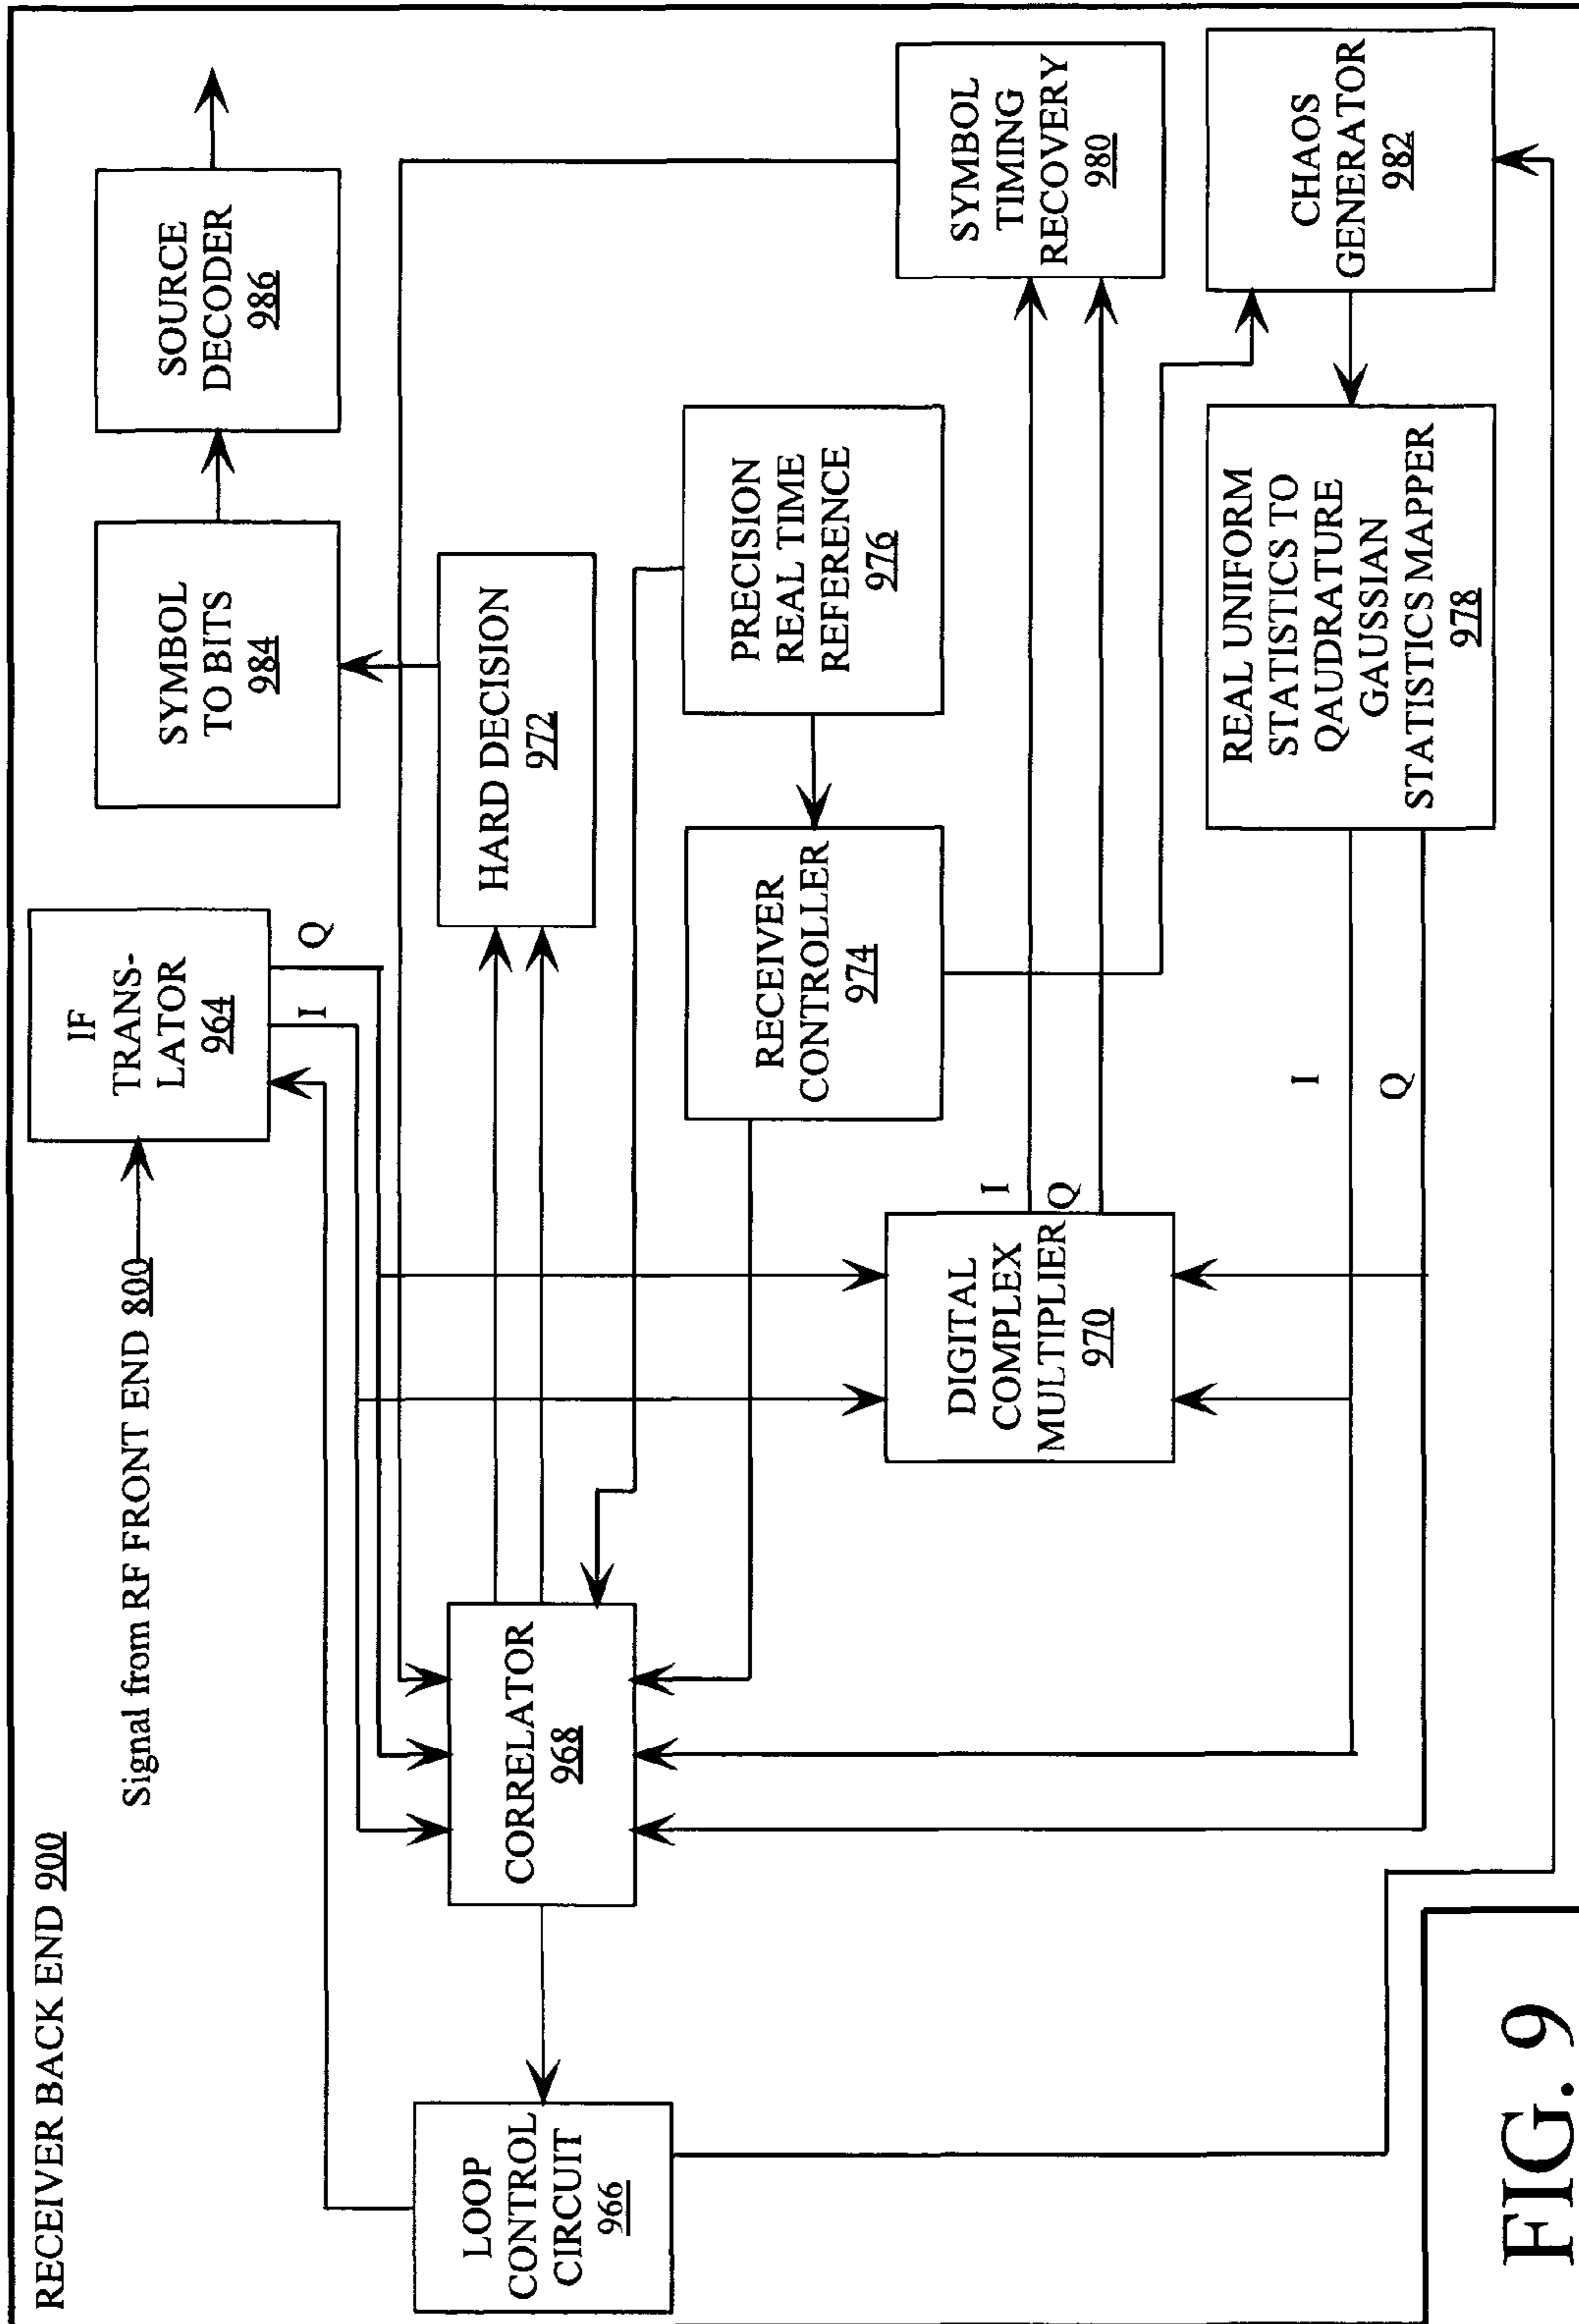 RECEIVER BACK END 900
Signal from RF FRONT END 800
IF
TRANS-
LATOR
964
I
Q
SYMBOL
TO BITS
984
SOURCE
DECODER
986
LOOP
CONTROL
CIRCUIT
966
CORRELATOR
968
HARD DECISION
972
RECEIVER
CONTROLLER
974
PRECISION
REAL TIME
REFERENCE
976
DIGITAL
COMPLEX
MULTIPLIER
970
I
Q
SYMBOL
TIMING
RECOVERY
980
I
Q
REAL UNIFORM
STATISTICS TO
QAUDRATURE
GAUSSIAN
STATISTICS MAPPER
978
CHAOS
GENERATOR
982
FIG. 9